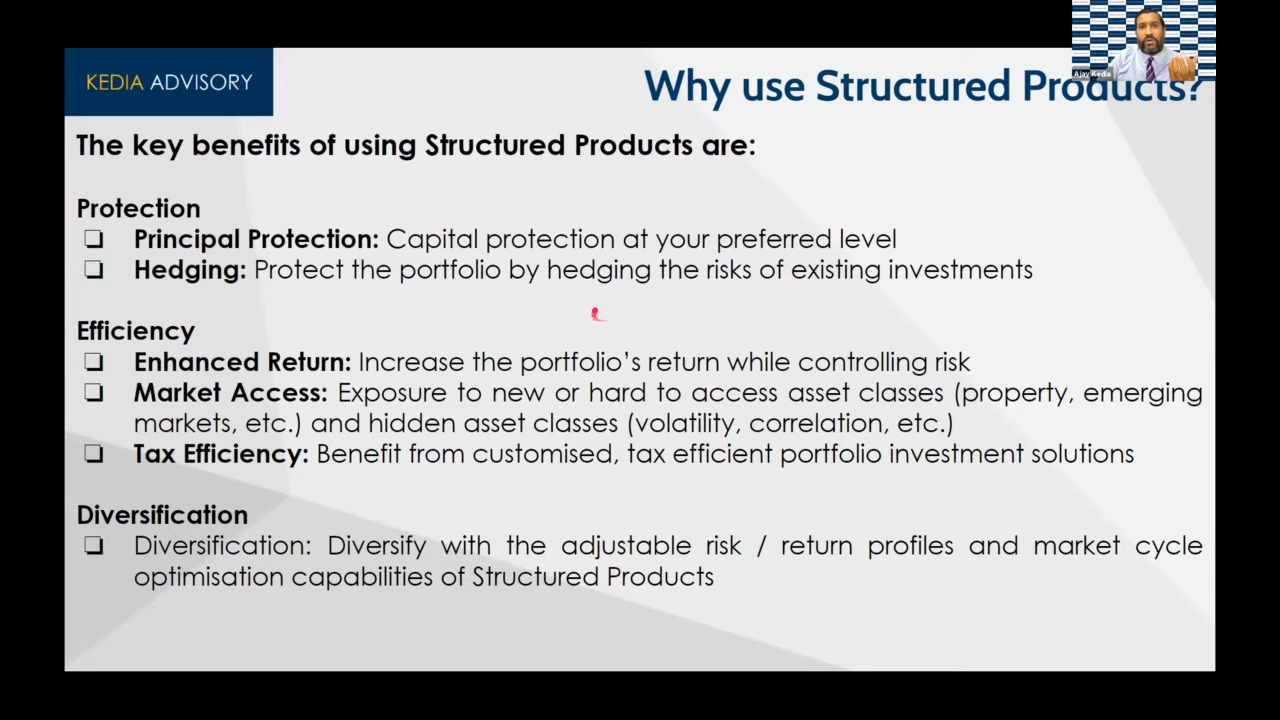 KEDIA ADVISORY
Ajay Kedia
Why use Structured Products?
The key benefits of using Structured Products are:
Protection
❏ Principal Protection: Capital protection at your preferred level
❏ Hedging: Protect the portfolio by hedging the risks of existing investments
Efficiency
❏ Enhanced Return: Increase the portfolio’s return while controlling risk
❏ Market Access: Exposure to new or hard to access asset classes (property, emerging
markets, etc.) and hidden asset classes (volatility, correlation, etc.)
❏ Tax Efficiency: Benefit from customised, tax efficient portfolio investment solutions
Diversification
❏ Diversification: Diversify with the adjustable risk / return profiles and market cycle
optimisation capabilities of Structured Products